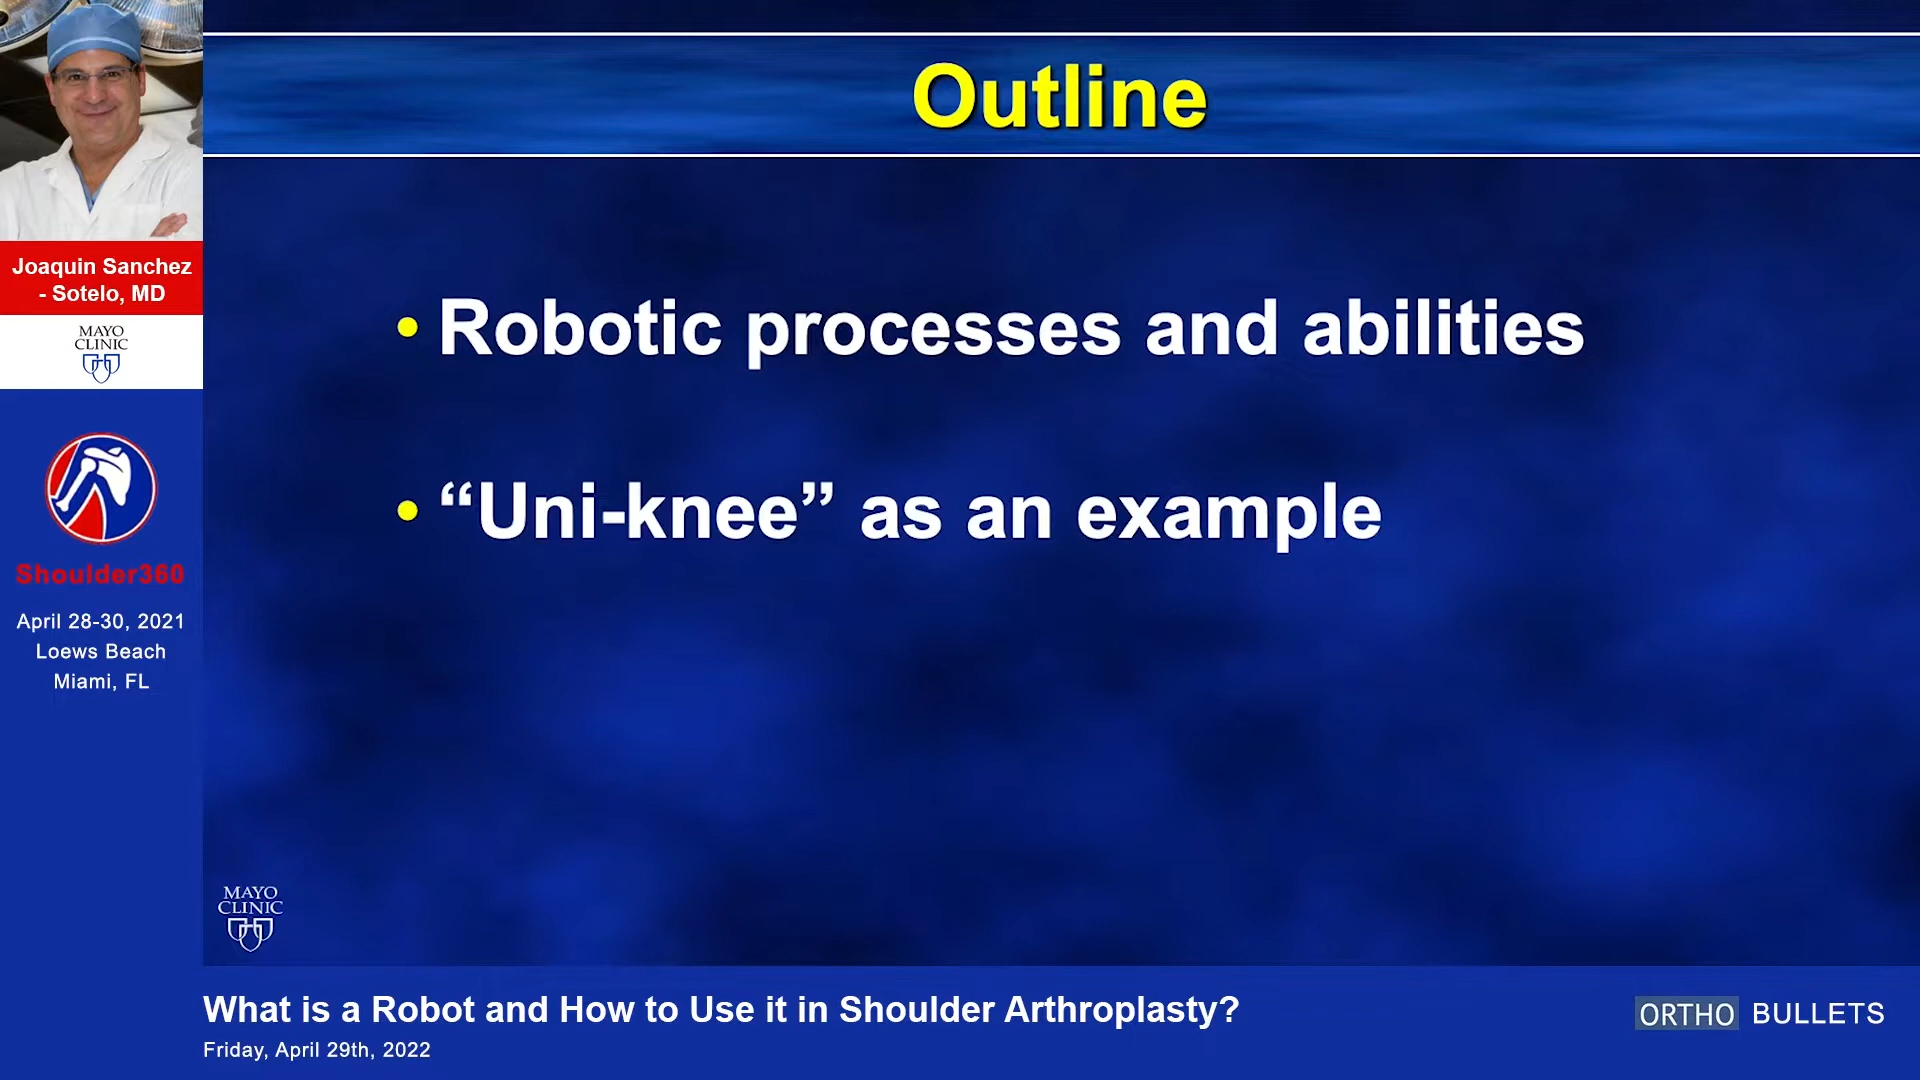 Outline
• Robotic processes and abilities
• “Uni-knee” as an example
Joaquin Sanchez
- Sotelo, MD
MAYO
CLINIC
Shoulder360
April 28-30, 2021
Loews Beach
Miami, FL
MAYO
CLINIC
What is a Robot and How to Use it in Shoulder Arthroplasty?
Friday, April 29th, 2022
ORTHO BULLETS